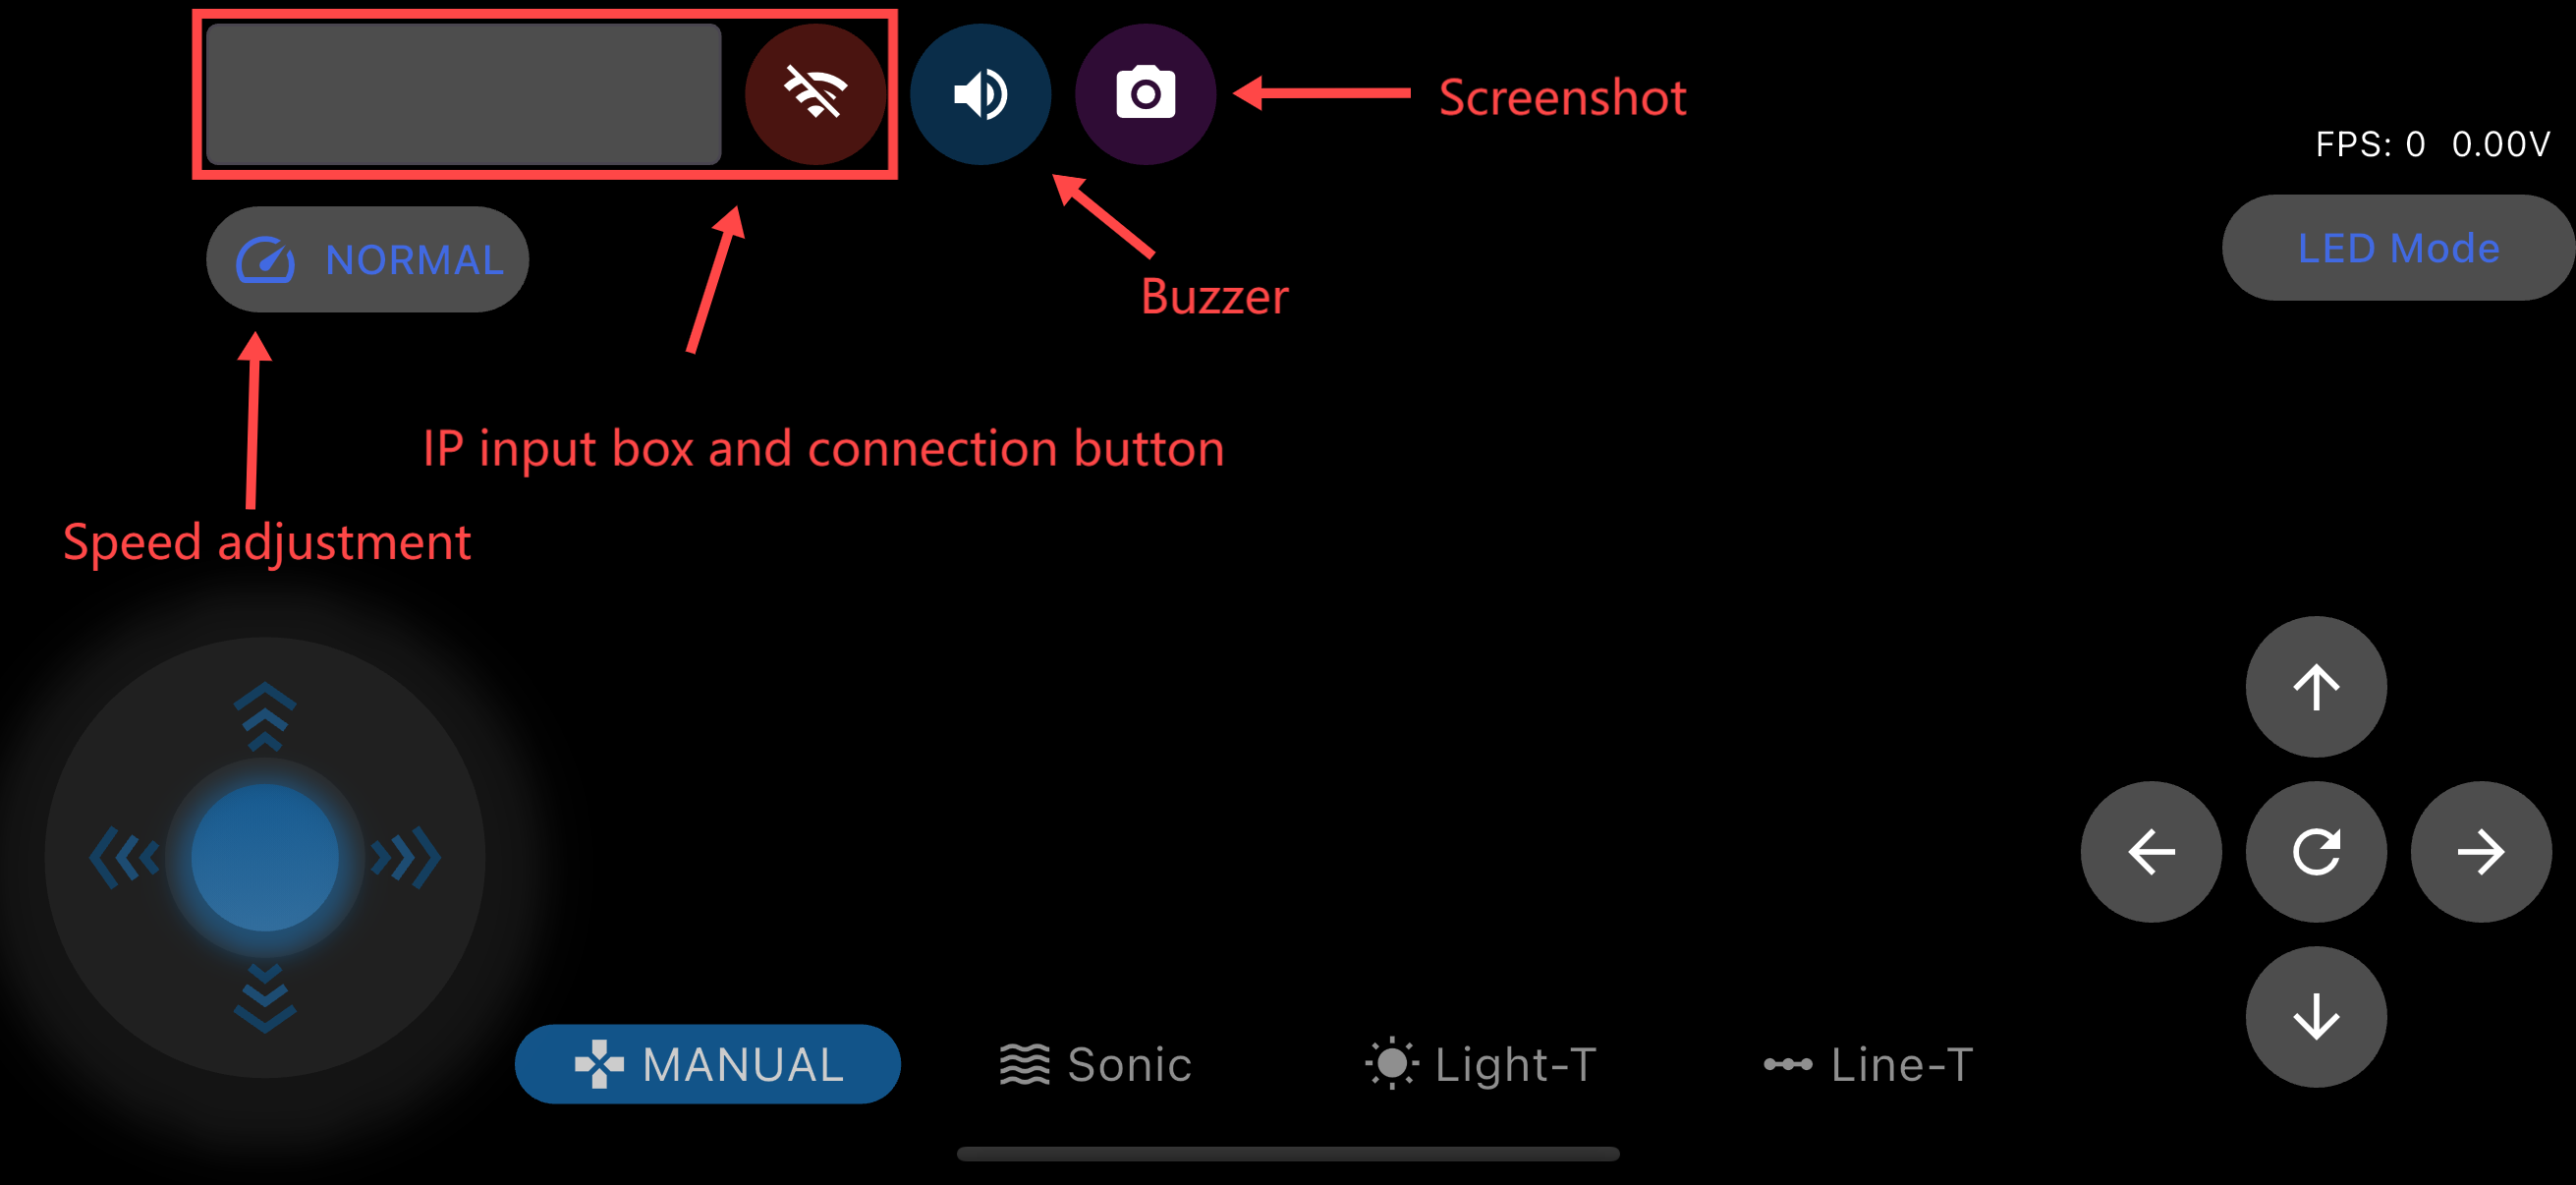 Screenshot
FPS: 0 0.00V
NORMAL
LED Mode
Buzzer
IP input box and connection button
Speed adjustment
MANUAL
Sonic
Light-T
Line-T